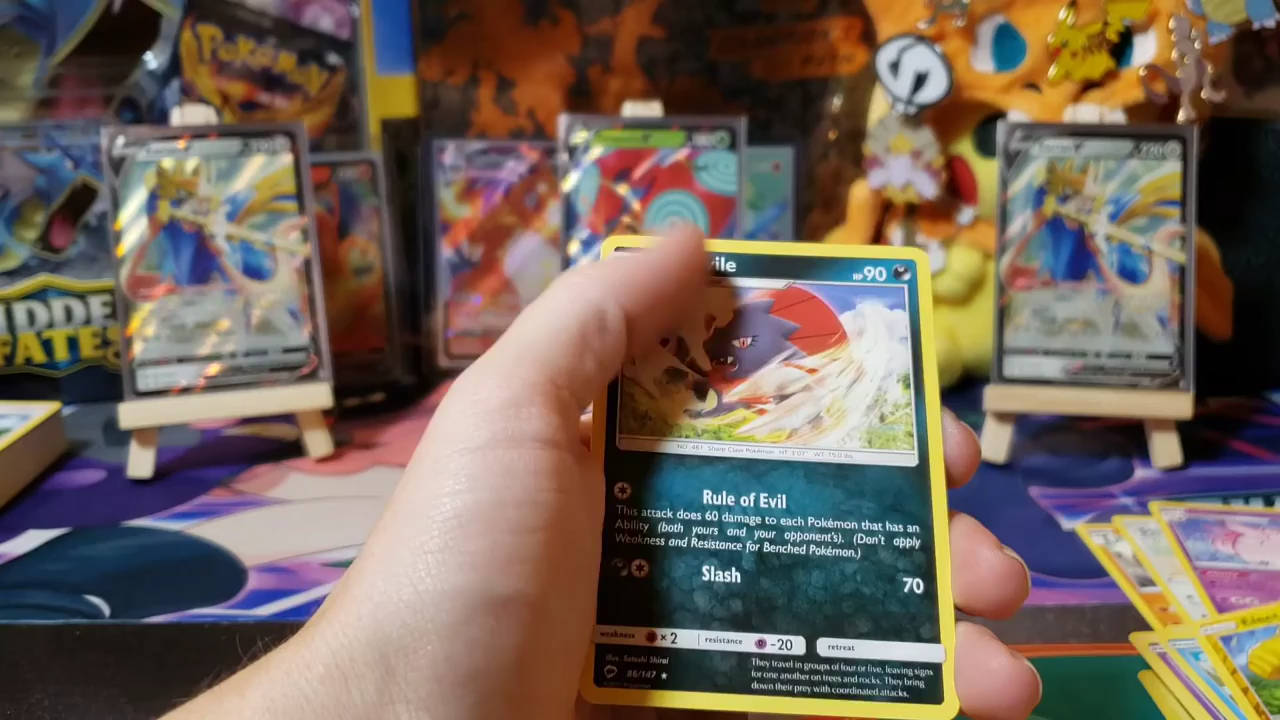 Pokémon
HIDDEN
FATES
220
vile
HP 90
NO. 461 Sharp Claw Pokémon HT: 3'07" WT: 75.0 lbs.
Rule of Evil
This attack does 60 damage to each Pokémon that has an
Ability (both yours and your opponent's). (Don't apply
Weakness and Resistance for Benched Pokémon.)
Slash
70
weakness ×2 resistance -20 retreat
Illus. Satoshi Shirai
86/147
They travel in groups of four or five, leaving signs
for one another on trees and rocks. They bring
down their prey with coordinated attacks.